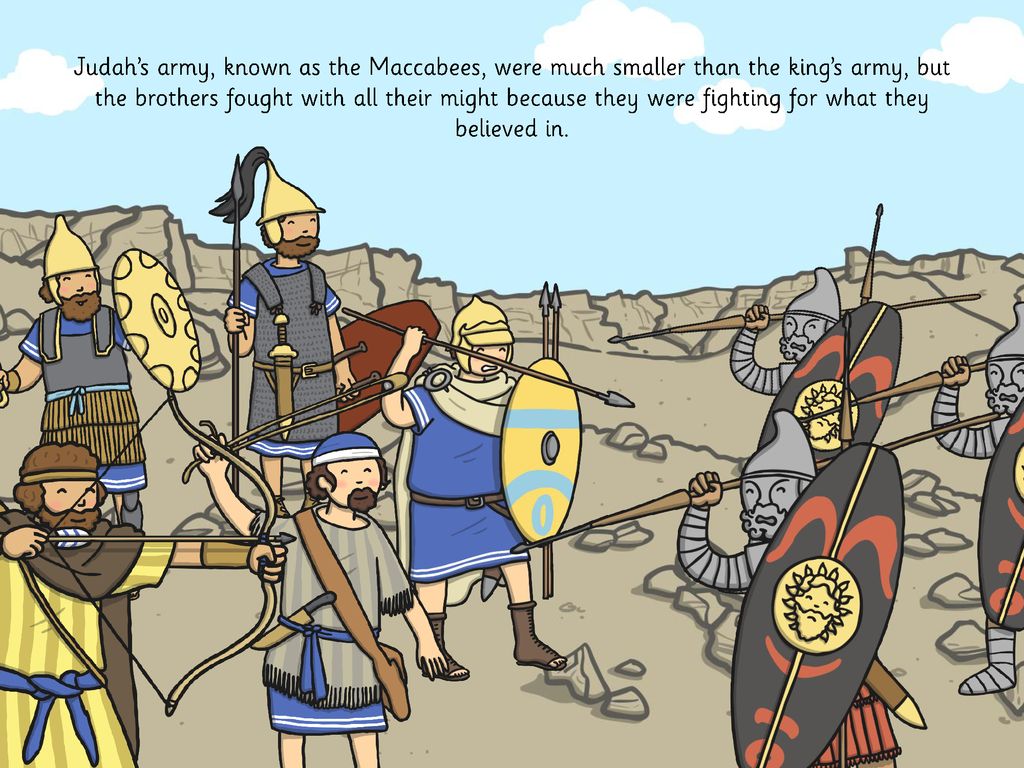 Judah's army, known as the Maccabees, were much smaller than the king's army, but
the brothers fought with all their might because they were fighting for what they
believed in.